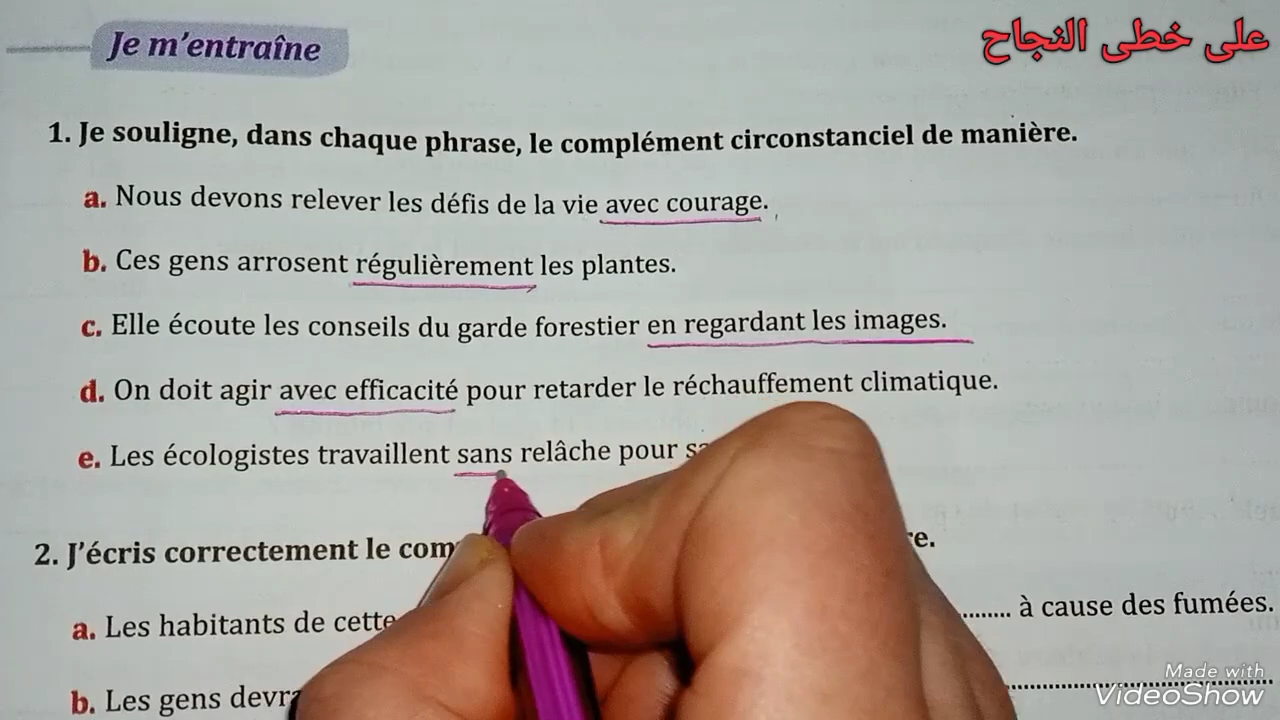 Je m'entraîne
على خطى النجاح
1. Je souligne, dans chaque phrase, le complément circonstanciel de manière.
a. Nous devons relever les défis de la vie avec courage.
b. Ces gens arrosent régulièrement les plantes.
c. Elle écoute les conseils du garde forestier en regardant les images.
d. On doit agir avec efficacité pour retarder le réchauffement climatique.
e. Les écologistes travaillent sans relâche pour
2. J'écris correctement le
a. Les habitants de cette ........ à cause des fumées.
b. Les gens
Made with
VideoShow